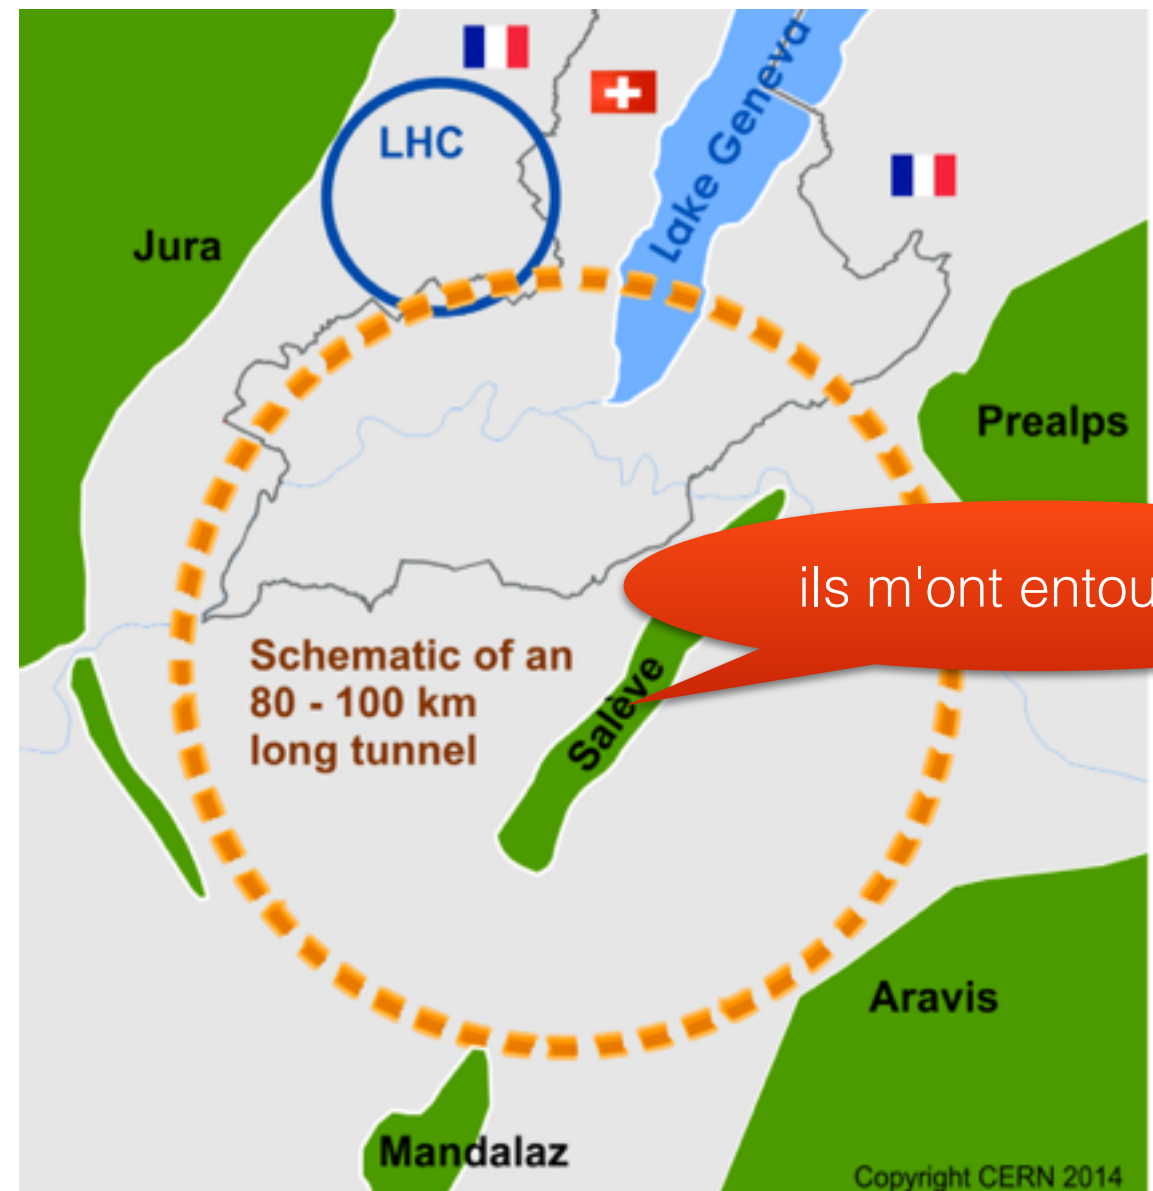 LHC
Lake Geneva
Jura
Prealps
ils m'ont entou
Schematic of an
80 - 100 km
long tunnel
Salève
Aravis
Mandalaz
Copyright CERN 2014